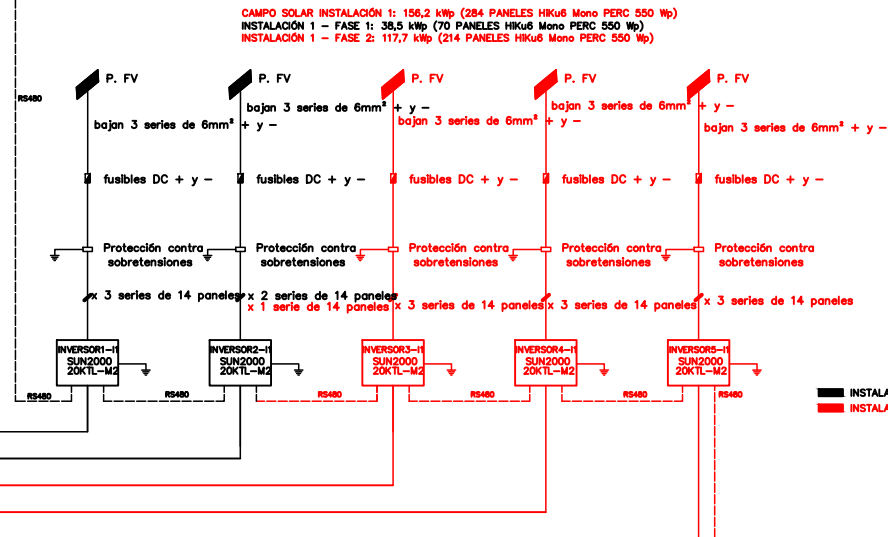 CAMPO SOLAR INSTALACIÓN 1: 156,2 kWp (284 PANELES HiKu6 Mono PERC 550 Wp)
INSTALACIÓN 1 – FASE 1: 38,5 kWp (70 PANELES HiKu6 Mono PERC 550 Wp)
INSTALACIÓN 1 – FASE 2: 117,7 kWp (214 PANELES HiKu6 Mono PERC 550 Wp)
P. FV P. FV P. FV P. FV P. FV
RS480
bajan 3 series de 6mm² + y –
bajan 3 series de 6mm² + y –
bajan 3 series de 6mm² + y –
bajan 3 series de 6mm² + y –
bajan 3 series de 6mm² + y –
fusibles DC + y – fusibles DC + y – fusibles DC + y – fusibles DC + y – fusibles DC + y –
Protección contra Protección contra Protección contra Protección contra Protección contra
sobretensiones sobretensiones sobretensiones sobretensiones sobretensiones
x 3 series de 14 paneles x 2 series de 14 paneles
x 1 serie de 14 paneles x 3 series de 14 paneles x 3 series de 14 paneles x 3 series de 14 paneles
INVERSOR1–I1 INVERSOR2–I1 INVERSOR3–I1 INVERSOR4–I1 INVERSOR5–I1
SUN2000 SUN2000 SUN2000 SUN2000 SUN2000
20KTL–M2 20KTL–M2 20KTL–M2 20KTL–M2 20KTL–M2
RS480 RS480 RS480 RS480 RS480
INSTALA
INSTALA